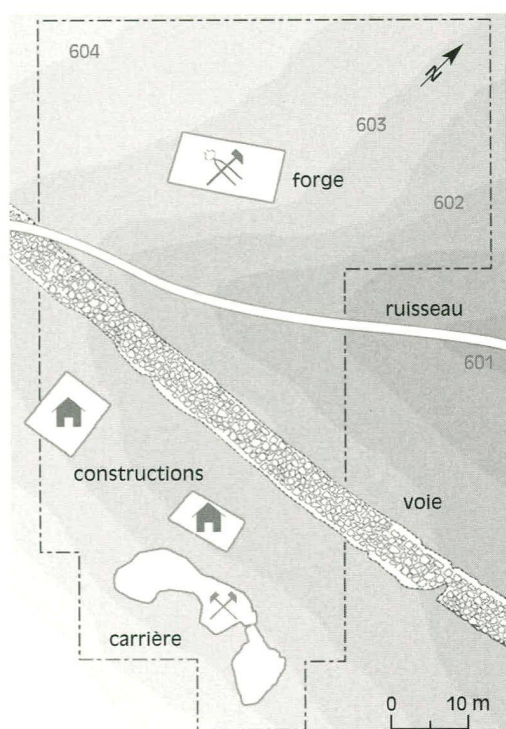 604
N
603
forge
602
ruisseau
601
constructions
voie
carrière
0 10 m